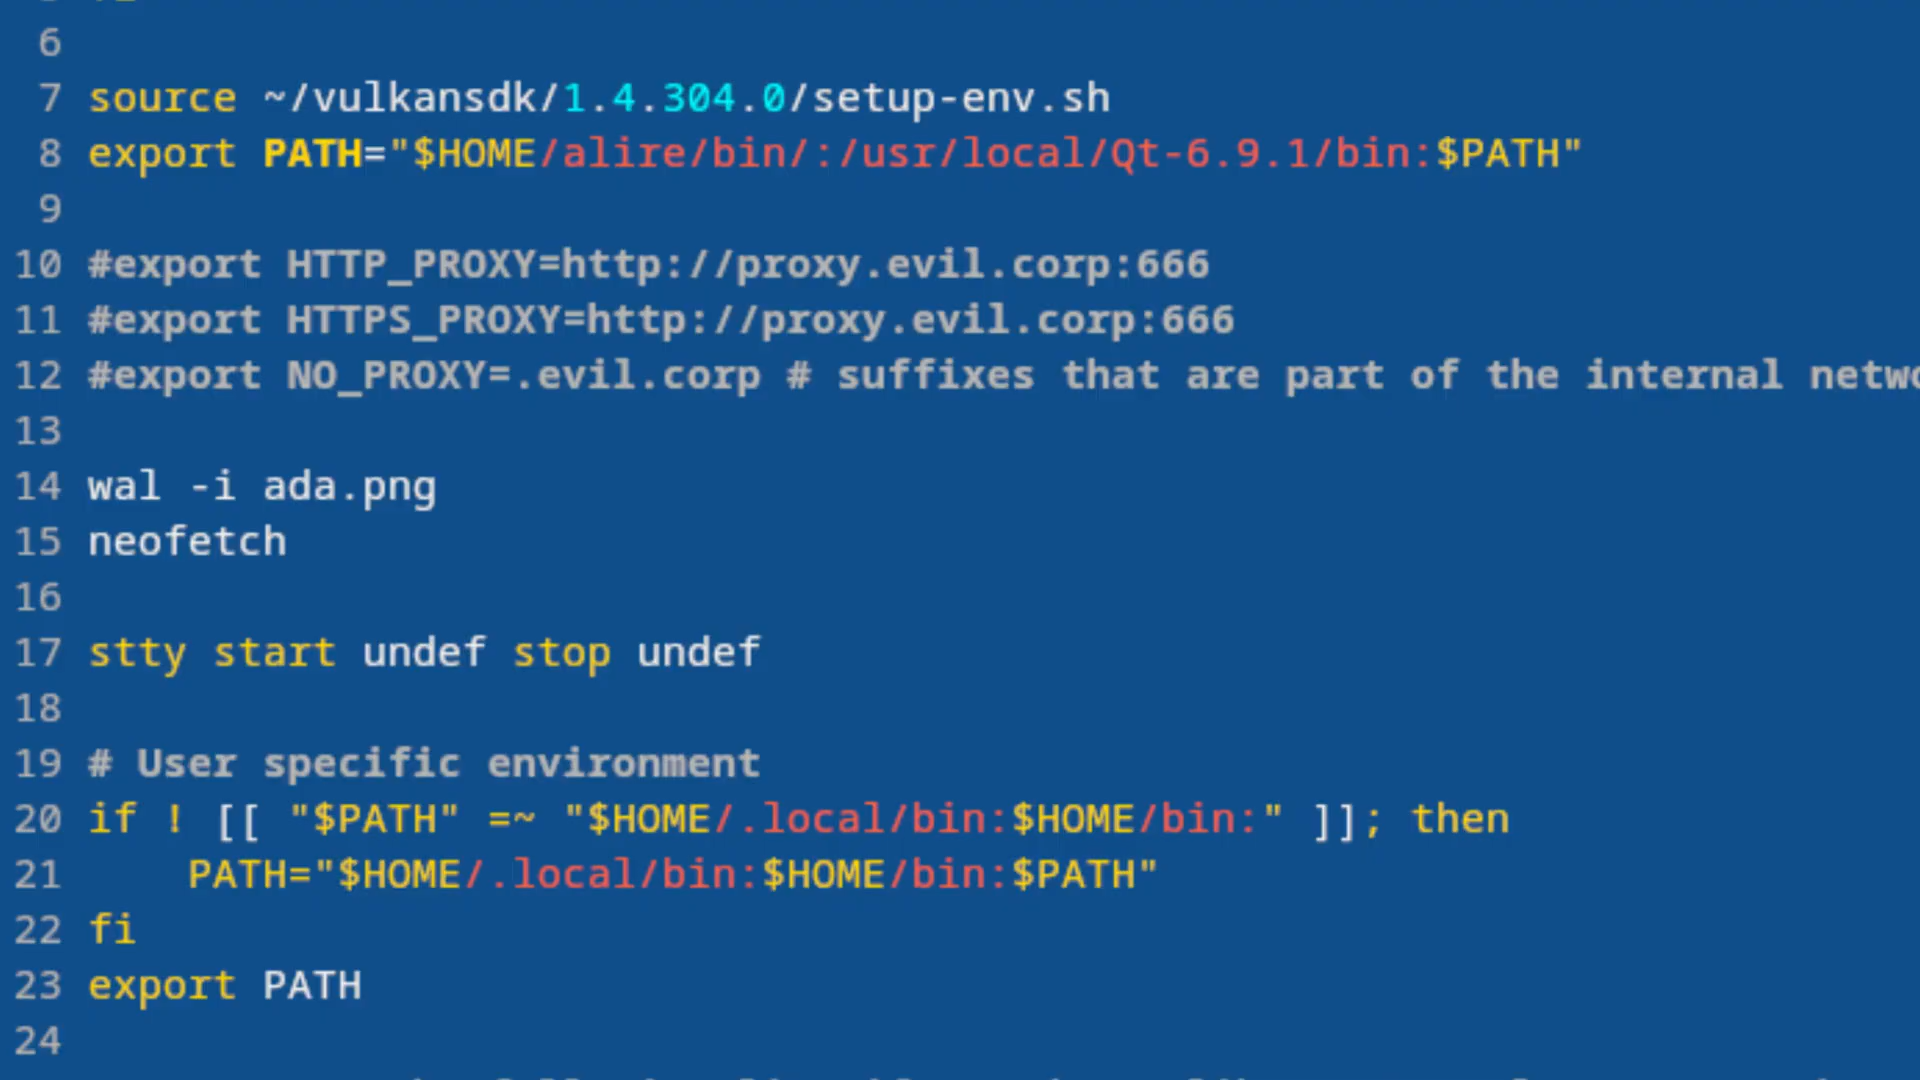 6
7 source ~/vulkansdk/1.4.304.0/setup-env.sh
8 export PATH="$HOME/alire/bin/:/usr/local/Qt-6.9.1/bin:$PATH"
9
10 #export HTTP_PROXY=http://proxy.evil.corp:666
11 #export HTTPS_PROXY=http://proxy.evil.corp:666
12 #export NO_PROXY=.evil.corp # suffixes that are part of the internal netwo
13
14 wal -i ada.png
15 neofetch
16
17 stty start undef stop undef
18
19 # User specific environment
20 if ! [[ "$PATH" =~ "$HOME/.local/bin:$HOME/bin:" ]]; then
21     PATH="$HOME/.local/bin:$HOME/bin:$PATH"
22 fi
23 export PATH
24